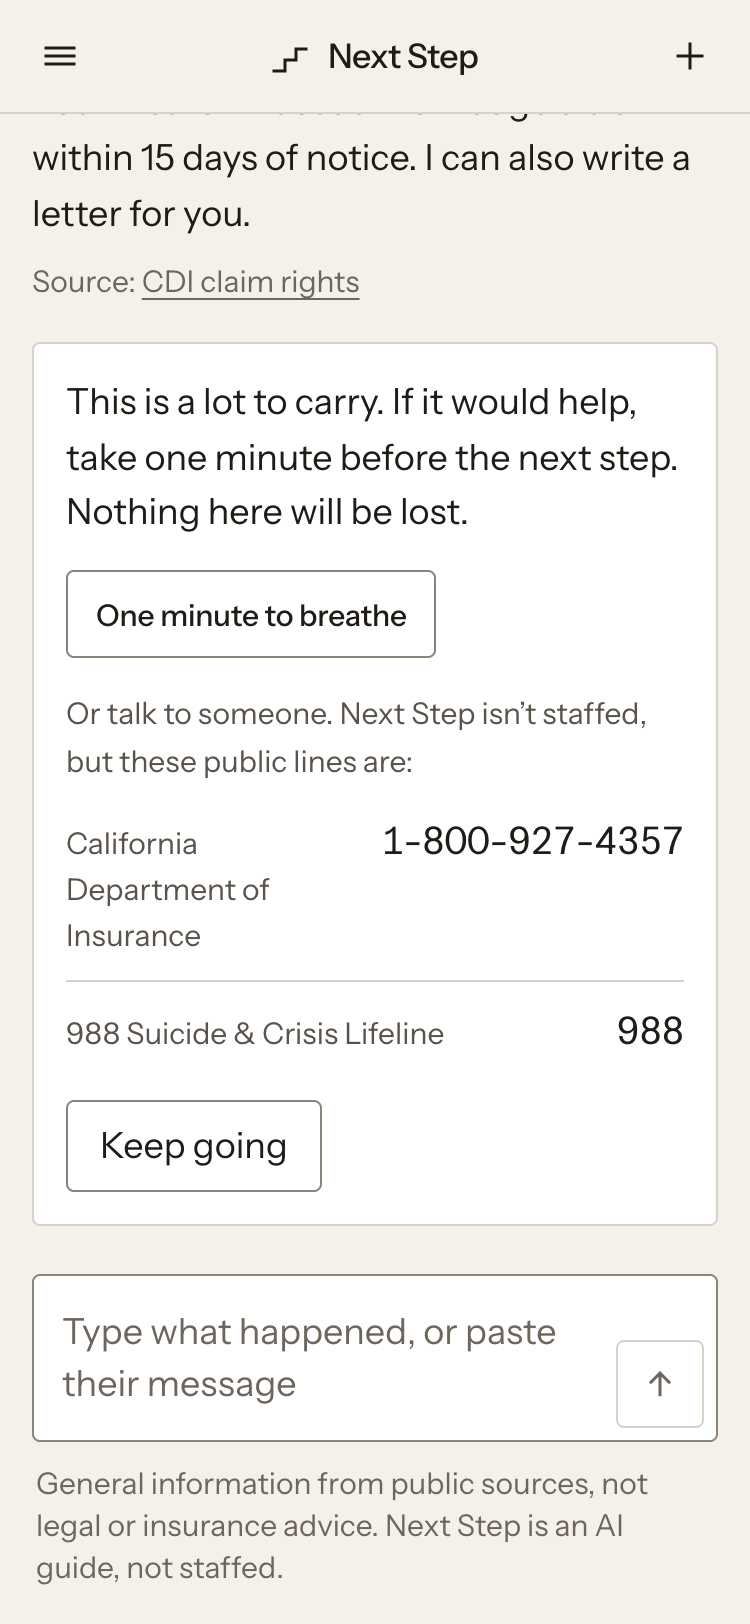 Next Step
within 15 days of notice. I can also write a
letter for you.
Source: CDI claim rights
This is a lot to carry. If it would help,
take one minute before the next step.
Nothing here will be lost.
One minute to breathe
Or talk to someone. Next Step isn’t staffed,
but these public lines are:
California
Department of
Insurance
1-800-927-4357
988 Suicide & Crisis Lifeline
988
Keep going
Type what happened, or paste
their message
General information from public sources, not
legal or insurance advice. Next Step is an AI
guide, not staffed.